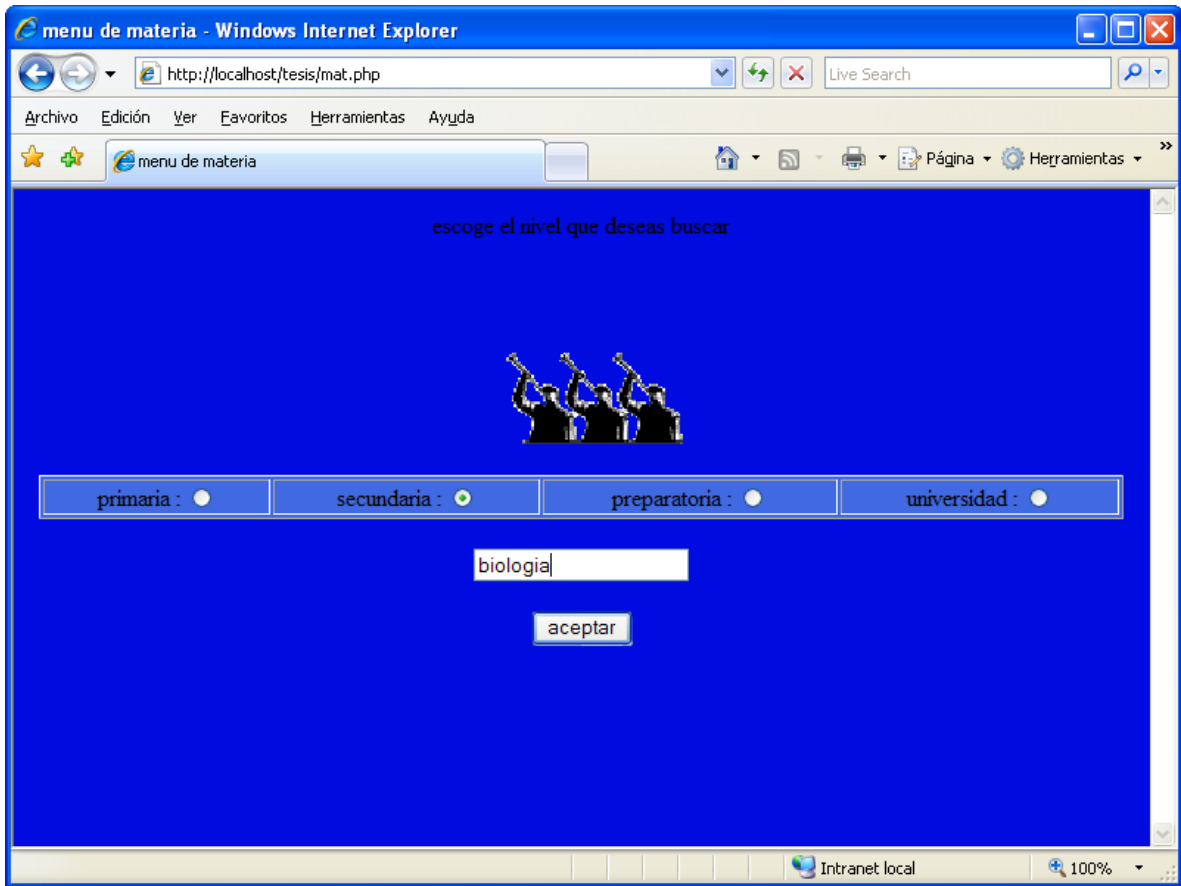 menu de materia - Windows Internet Explorer
http://localhost/tesis/mat.php
Live Search
Archivo Edición Ver Favoritos Herramientas Ayuda
menu de materia
Página Herramientas »
escoge el nivel que deseas buscar
primaria : secundaria : preparatoria : universidad :
biologia
aceptar
Intranet local 100%